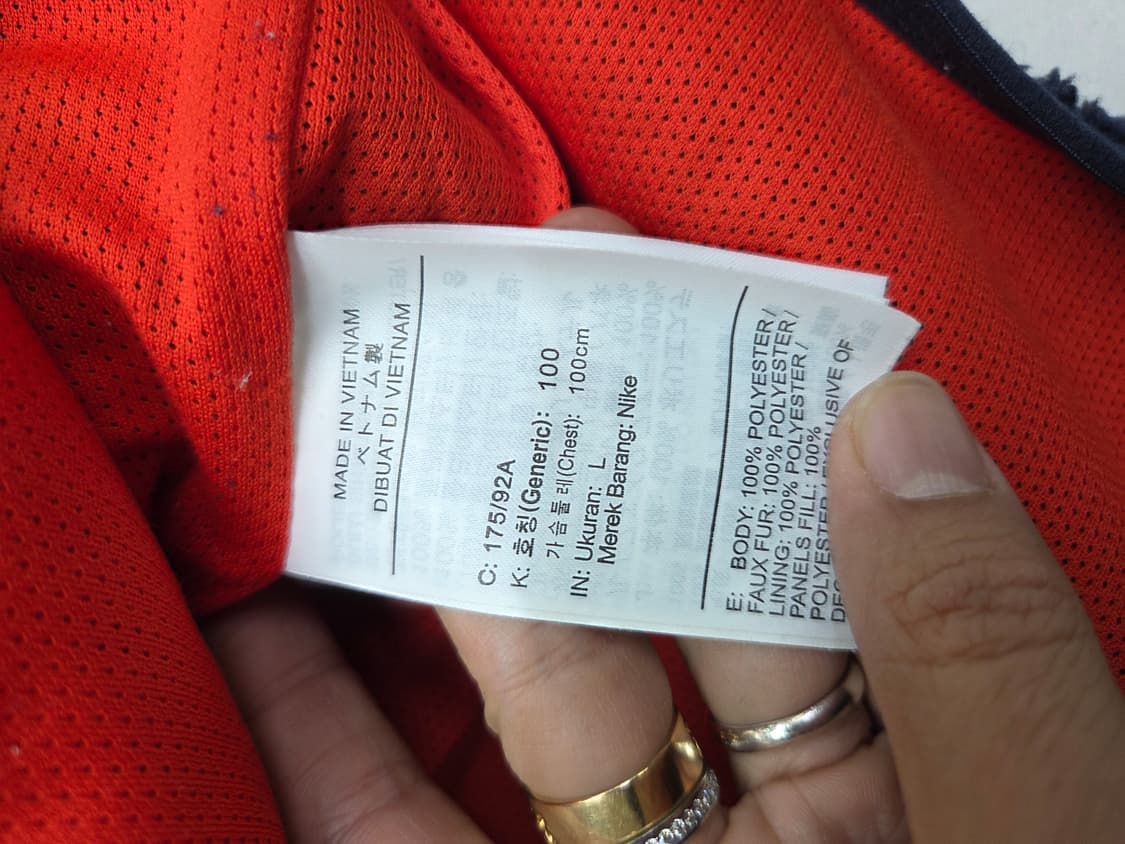 MADE IN VIETNAM
ベトナム製
DIBUAT DI VIETNAM
C: 175/92A
K: 호칭(Generic): 100
가슴둘레(Chest): 100cm
IN: Ukuran: L
Merek Barang: Nike
E: BODY: 100% POLYESTER/
FAUX FUR: 100% POLYESTER/
LINING: 100% POLYESTER/
PANELS FILL: 100%
POLYESTER EXCLUSIVE OF